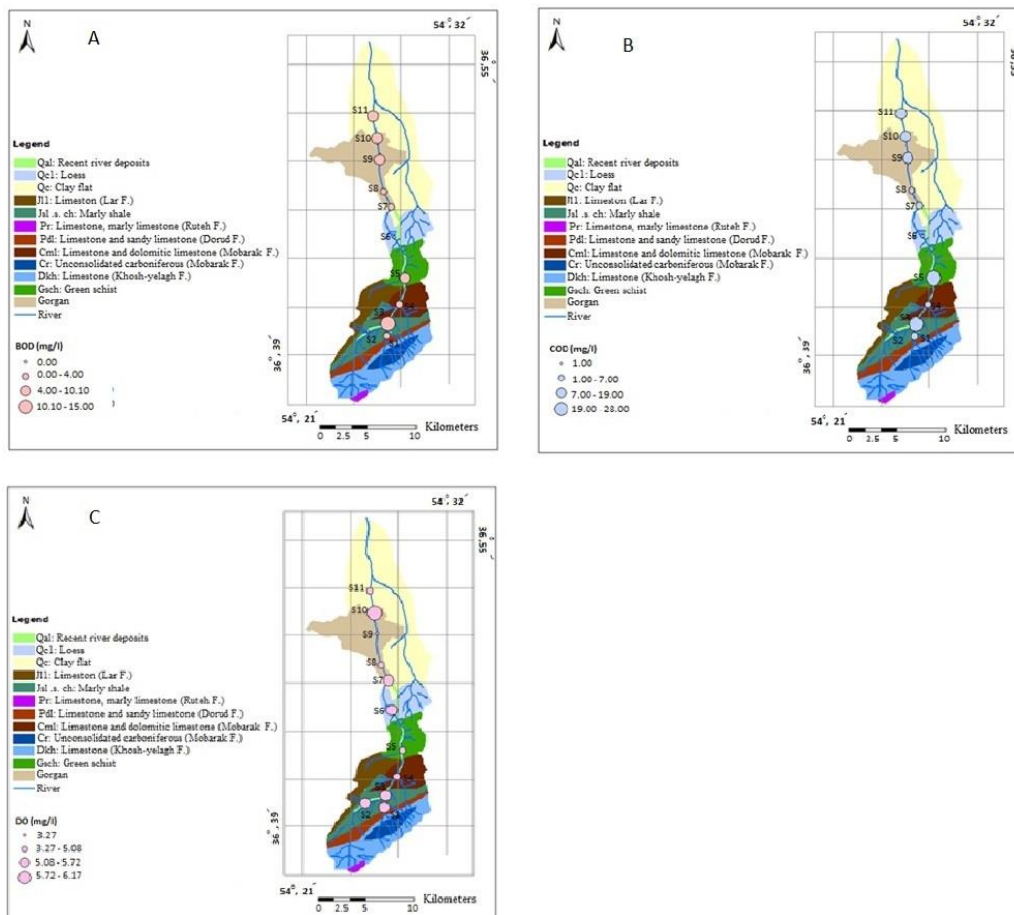 N
A
54°, 32′
36, 55
S11
S10
S9
S8
S7
S6
S5
S4
S3
S2
S1
Legend
Qal: Recent river deposits
Qc1: Loess
Qc: Clay flat
Jl1: Limeston (Lar F.)
Jsl .s. ch: Marly shale
Pr: Limestone, marly limestone (Ruteh F.)
Pdl: Limestone and sandy limestone (Dorud F.)
Cml: Limestone and dolomitic limestone (Mobarak F.)
Cr: Unconsolidated carboniferous (Mobarak F.)
Dkh: Limestone (Khosh-yelagh F.)
Gsch: Green schist
Gorgan
River
BOD (mg/l)
0.00
0.00 - 4.00
4.00 - 10.10
10.10 - 15.00
36°, 39′
54°, 21′
0 2.5 5 10 Kilometers
N
B
54°, 32′
S11
S10
S9
S8
S7
S6
S5
S4
S2
S1
Legend
Qal: Recent river deposits
Qc1: Loess
Qc: Clay flat
Jl1: Limeston (Lar F.)
Jsl .s. ch: Marly shale
Pr: Limestone, marly limestone (Ruteh F.)
Pdl: Limestone and sandy limestone (Dorud F.)
Cml: Limestone and dolomitic limestone (Mobarak F.)
Cr: Unconsolidated carboniferous (Mobarak F.)
Dkh: Limestone (Khosh-yelagh F.)
Gsch: Green schist
Gorgan
River
COD (mg/l)
1.00
1.00 - 7.00
7.00 - 19.00
19.00 - 23.00
36°, 39′
54°, 21′
0 2.5 5 10 Kilometers
N
C
54°, 32′
36, 55
S11
S10
S9
S8
S7
S6
S5
S4
S3
S2
Legend
Qal: Recent river deposits
Qc1: Loess
Qc: Clay flat
Jl1: Limeston (Lar F.)
Jsl .s. ch: Marly shale
Pr: Limestone, marly limestone (Ruteh F.)
Pdl: Limestone and sandy limestone (Dorud F.)
Cml: Limestone and dolomitic limestone (Mobarak F.)
Cr: Unconsolidated carboniferous (Mobarak F.)
Dkh: Limestone (Khosh-yelagh F.)
Gsch: Green schist
Gorgan
River
DO (mg/l)
3.27
3.27 - 5.08
5.08 - 5.72
5.72 - 6.17
36°, 39′
54°, 21′
0 2.5 5 10 Kilometers